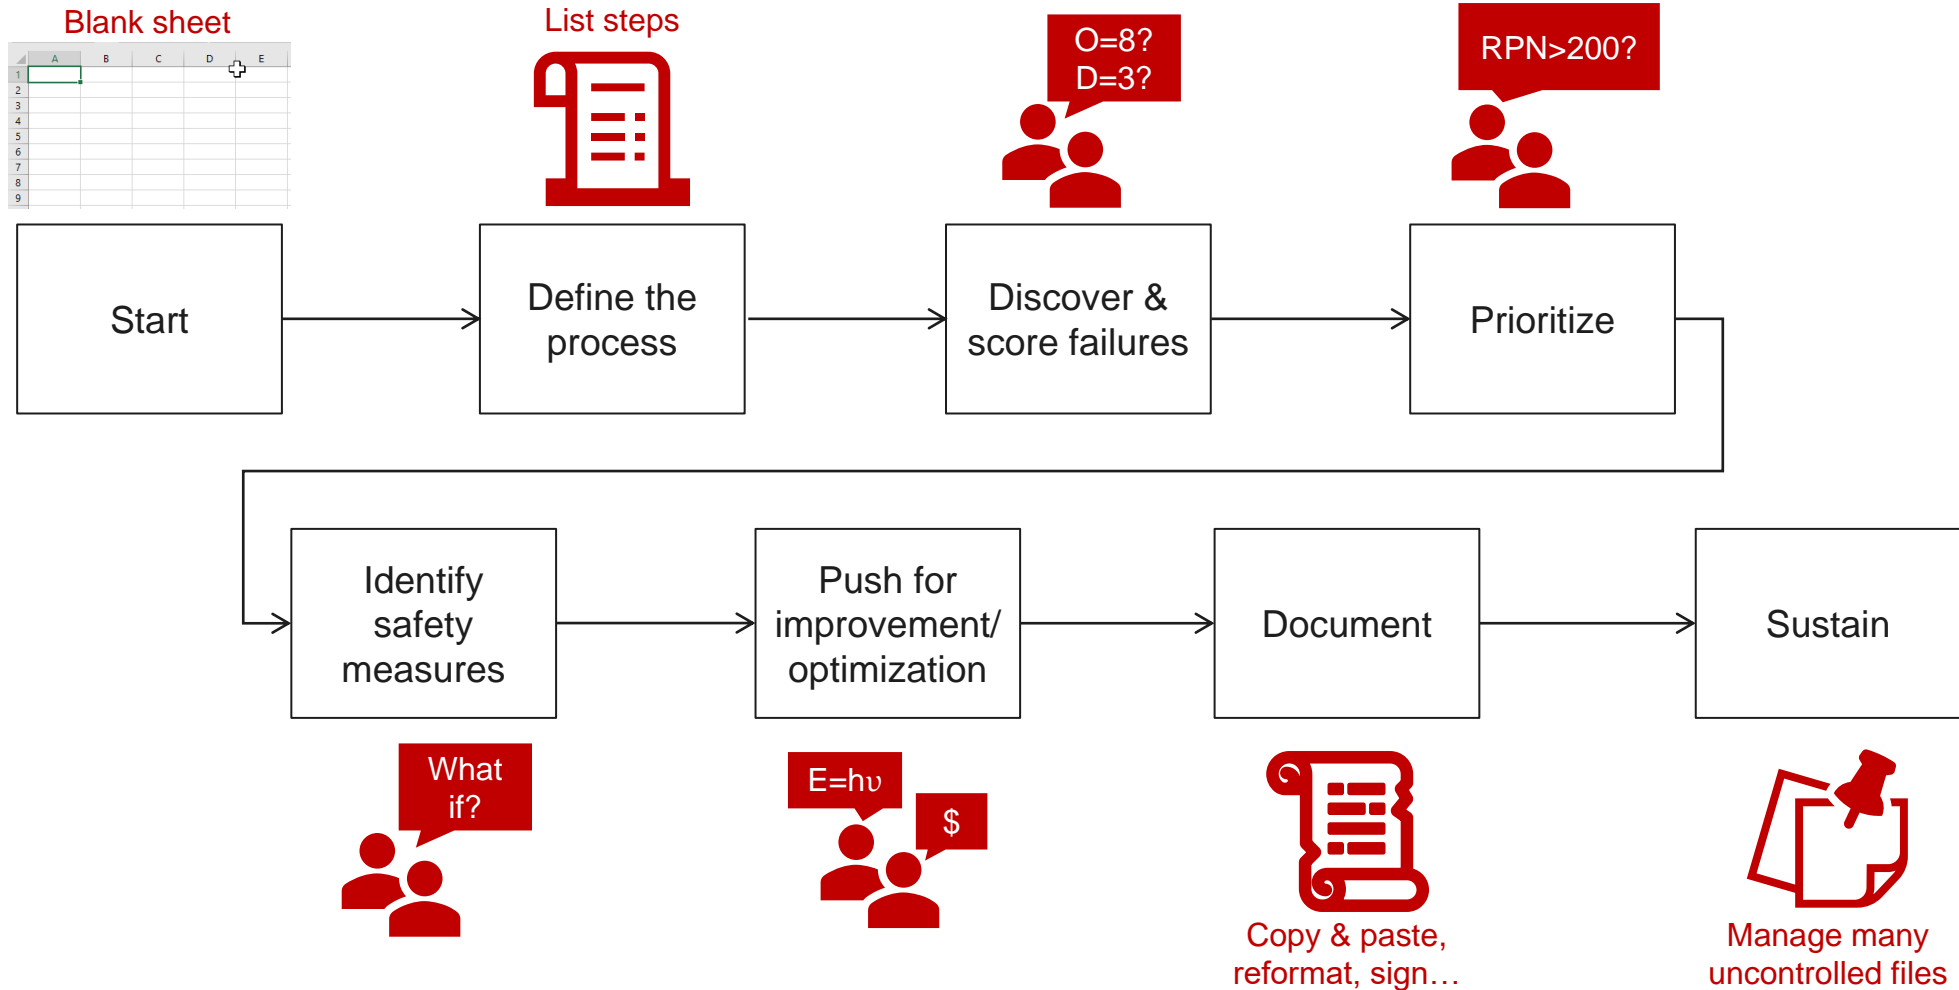 Blank sheet
List steps
O=8?
D=3?
RPN>200?
A B C D E
1
2
3
4
5
6
7
8
9
Start
Define the
process
Discover &
score failures
Prioritize
Identify
safety
measures
Push for
improvement/
optimization
Document
Sustain
What
if?
E=hυ
$
Copy & paste,
reformat, sign…
Manage many
uncontrolled files